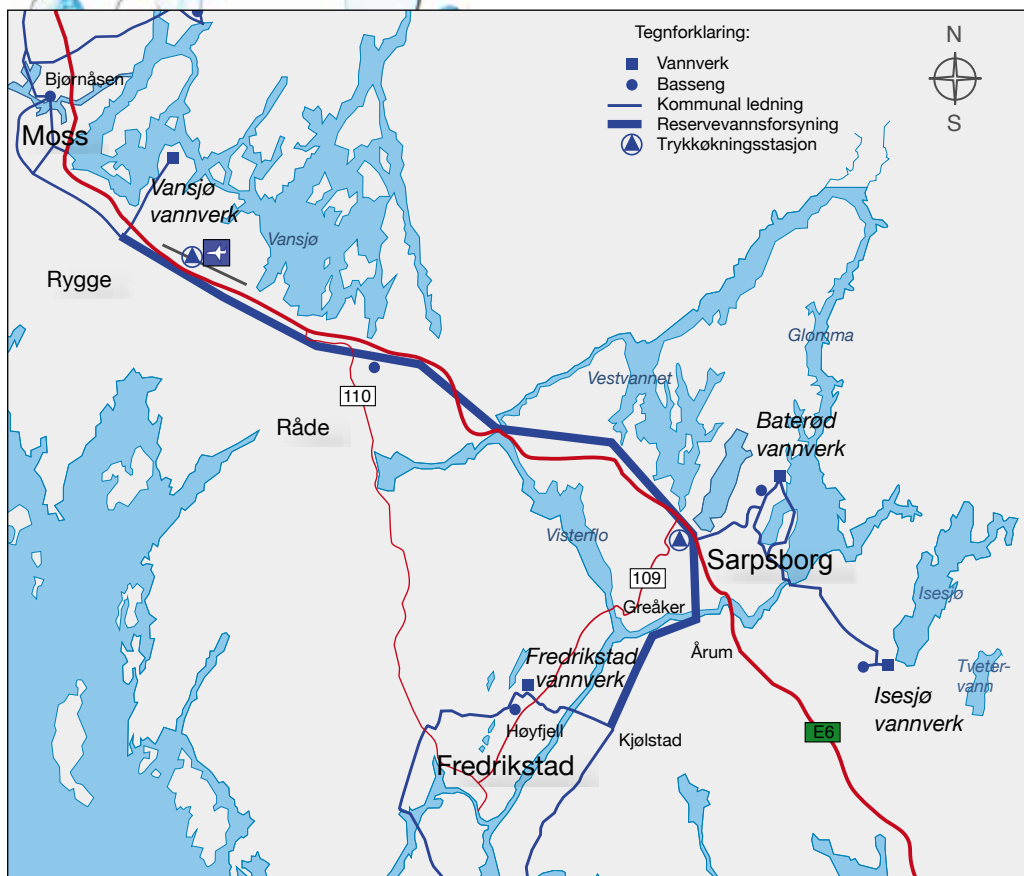 Tegnforklaring:
Vannverk
Basseng
Kommunal ledning
Reservevannsforsyning
Trykkøkningsstasjon
N
S
Bjørnåsen
Moss
Vansjø
vannverk
Vansjø
Rygge
Glomma
Vestvannet
110
Råde
Baterød
vannverk
Visterflo
Sarpsborg
109
Greåker
Isesjø
Årum
Fredrikstad
vannverk
Tveter-
vann
Isesjø
vannverk
Høyfjell
Kjølstad
E6
Fredrikstad